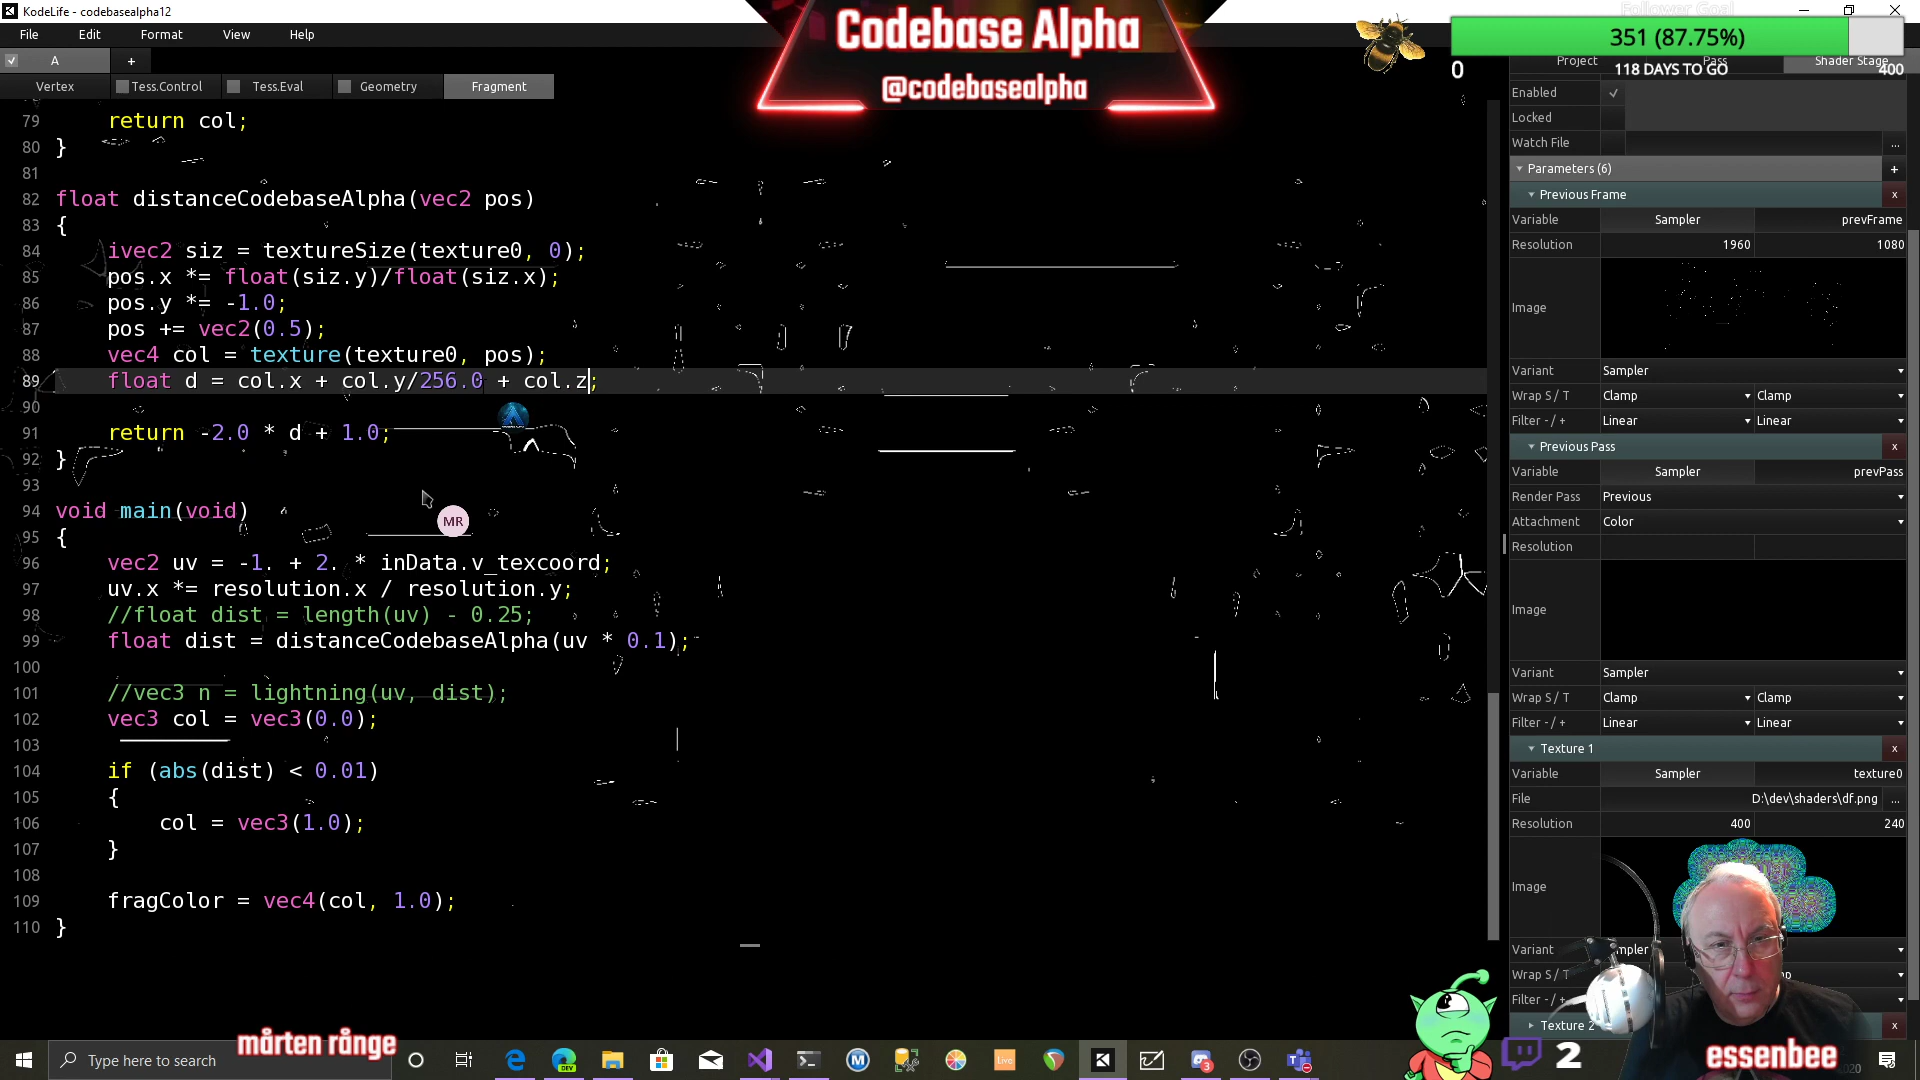 KodeLife - codebasealpha12
File Edit Format View Help
A +
Vertex Tess.Control Tess.Eval Geometry Fragment
Codebase Alpha
@codebasealpha
Follower Goal
351 (87.75%)
0 118 DAYS TO GO 400
Project Pass Shader Stage
79 return col;
80 }
81
82 float distanceCodebaseAlpha(vec2 pos)
83 {
84 ivec2 siz = textureSize(texture0, 0);
85 pos.x *= float(siz.y)/float(siz.x);
86 pos.y *= -1.0;
87 pos += vec2(0.5);
88 vec4 col = texture(texture0, pos);
89 float d = col.x + col.y/256.0 + col.z;
90
91 return -2.0 * d + 1.0;
92 }
93
94 void main(void)
95 {
96 vec2 uv = -1. + 2. * inData.v_texcoord;
97 uv.x *= resolution.x / resolution.y;
98 //float dist = length(uv) - 0.25;
99 float dist = distanceCodebaseAlpha(uv * 0.1);
100
101 //vec3 n = lightning(uv, dist);
102 vec3 col = vec3(0.0);
103
104 if (abs(dist) < 0.01)
105 {
106 col = vec3(1.0);
107 }
108
109 fragColor = vec4(col, 1.0);
110 }
MR
Enabled
Locked
Watch File ...
Parameters (6) +
Previous Frame x
Variable Sampler prevFrame
Resolution 1960 1080
Image
Variant Sampler
Wrap S / T Clamp Clamp
Filter - / + Linear Linear
Previous Pass x
Variable Sampler prevPass
Render Pass Previous
Attachment Color
Resolution
Image
Variant Sampler
Wrap S / T Clamp Clamp
Filter - / + Linear Linear
Texture 1 x
Variable Sampler texture0
File D:\dev\shaders\df.png ...
Resolution 400 240
Image
Variant
Wrap S / T
Filter - / +
Texture 2 x
Type here to search
mårten rånge
live
3
2
essenbee